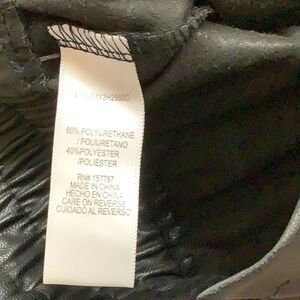 60% POLYURETHANE
/ POLIURETANO
40%POLYESTER
/POLIÉSTER
RN# 157787
MADE IN CHINA
HECHO EN CHINA
CARE ON REVERSE
CUIDADO AL REVERSO